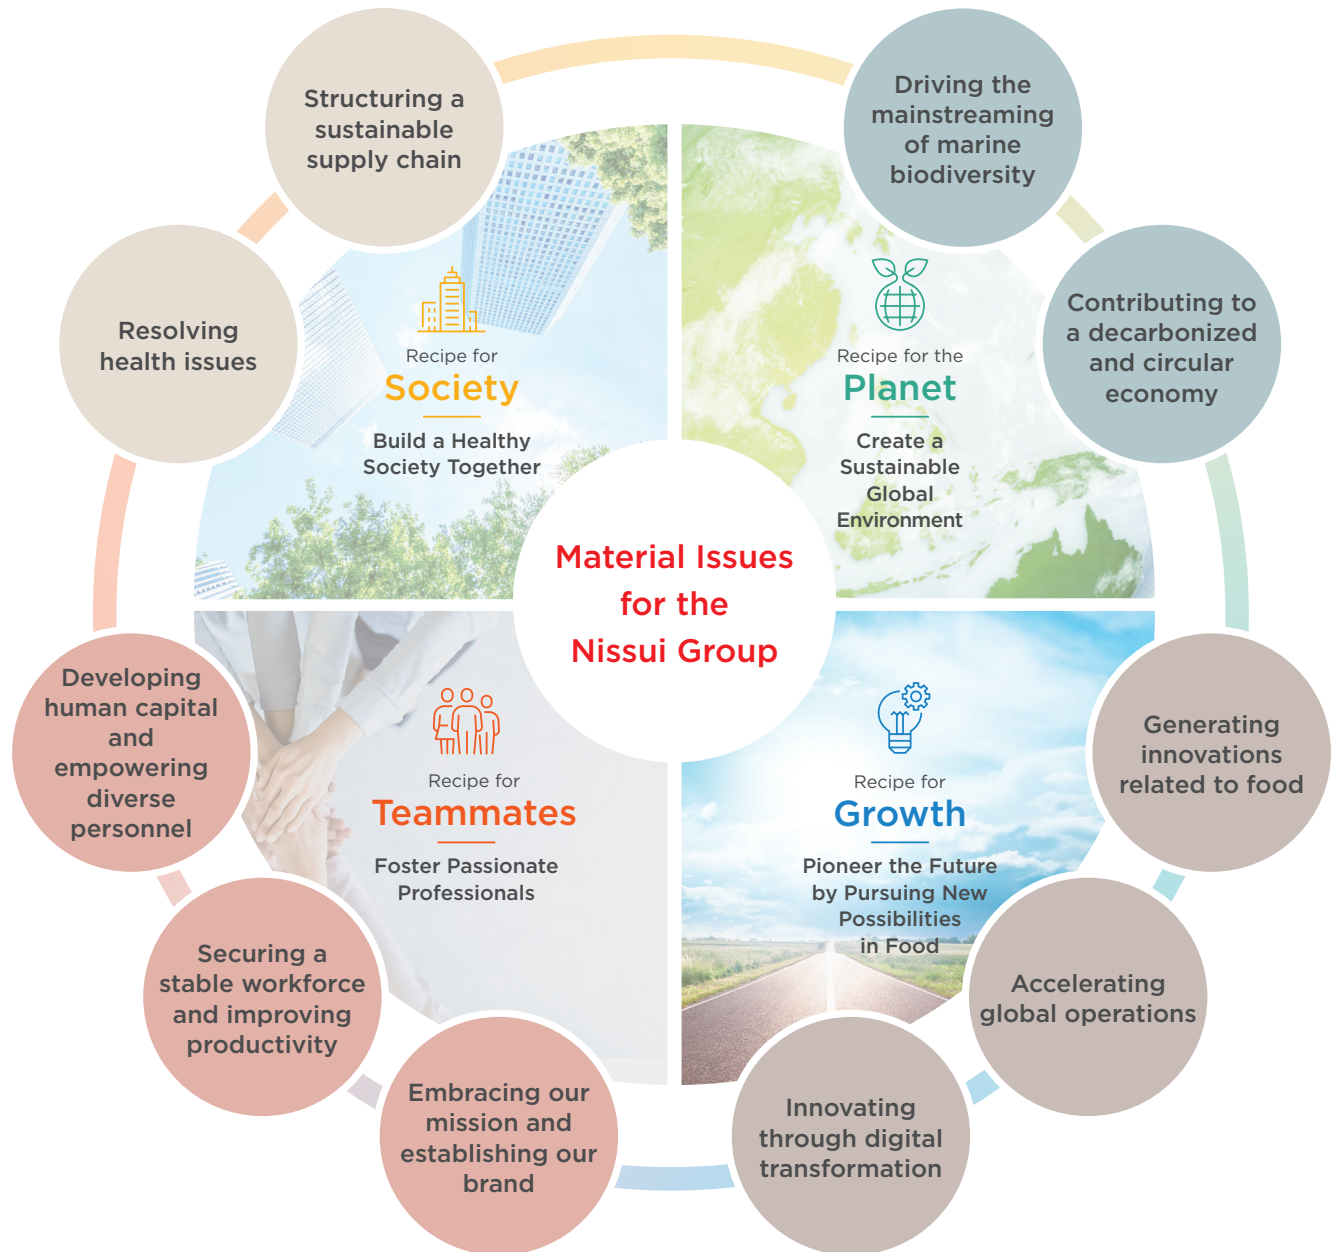 Structuring a
sustainable
supply chain
Driving the
mainstreaming
of marine
biodiversity
Resolving
health issues
Contributing to
a decarbonized
and circular
economy
Recipe for
Society
Build a Healthy
Society Together
Recipe for the
Planet
Create a
Sustainable
Global
Environment
Material Issues
for the
Nissui Group
Developing
human capital
and
empowering
diverse
personnel
Recipe for
Teammates
Foster Passionate
Professionals
Recipe for
Growth
Pioneer the Future
by Pursuing New
Possibilities
in Food
Generating
innovations
related to food
Securing a
stable workforce
and improving
productivity
Accelerating
global operations
Embracing our
mission and
establishing our
brand
Innovating
through digital
transformation